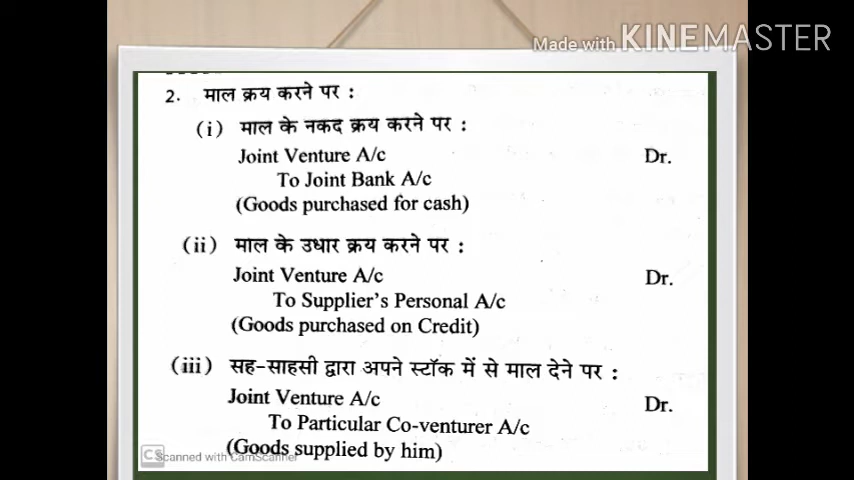 Made with KINEMASTER
2. माल क्रय करने पर :
(i) माल के नकद क्रय करने पर :
Joint Venture A/c Dr.
To Joint Bank A/c
(Goods purchased for cash)
(ii) माल के उधार क्रय करने पर :
Joint Venture A/c Dr.
To Supplier's Personal A/c
(Goods purchased on Credit)
(iii) सह-साहसी द्वारा अपने स्टॉक में से माल देने पर :
Joint Venture A/c Dr.
To Particular Co-venturer A/c
(Goods supplied by him)
CS Scanned with CamScanner